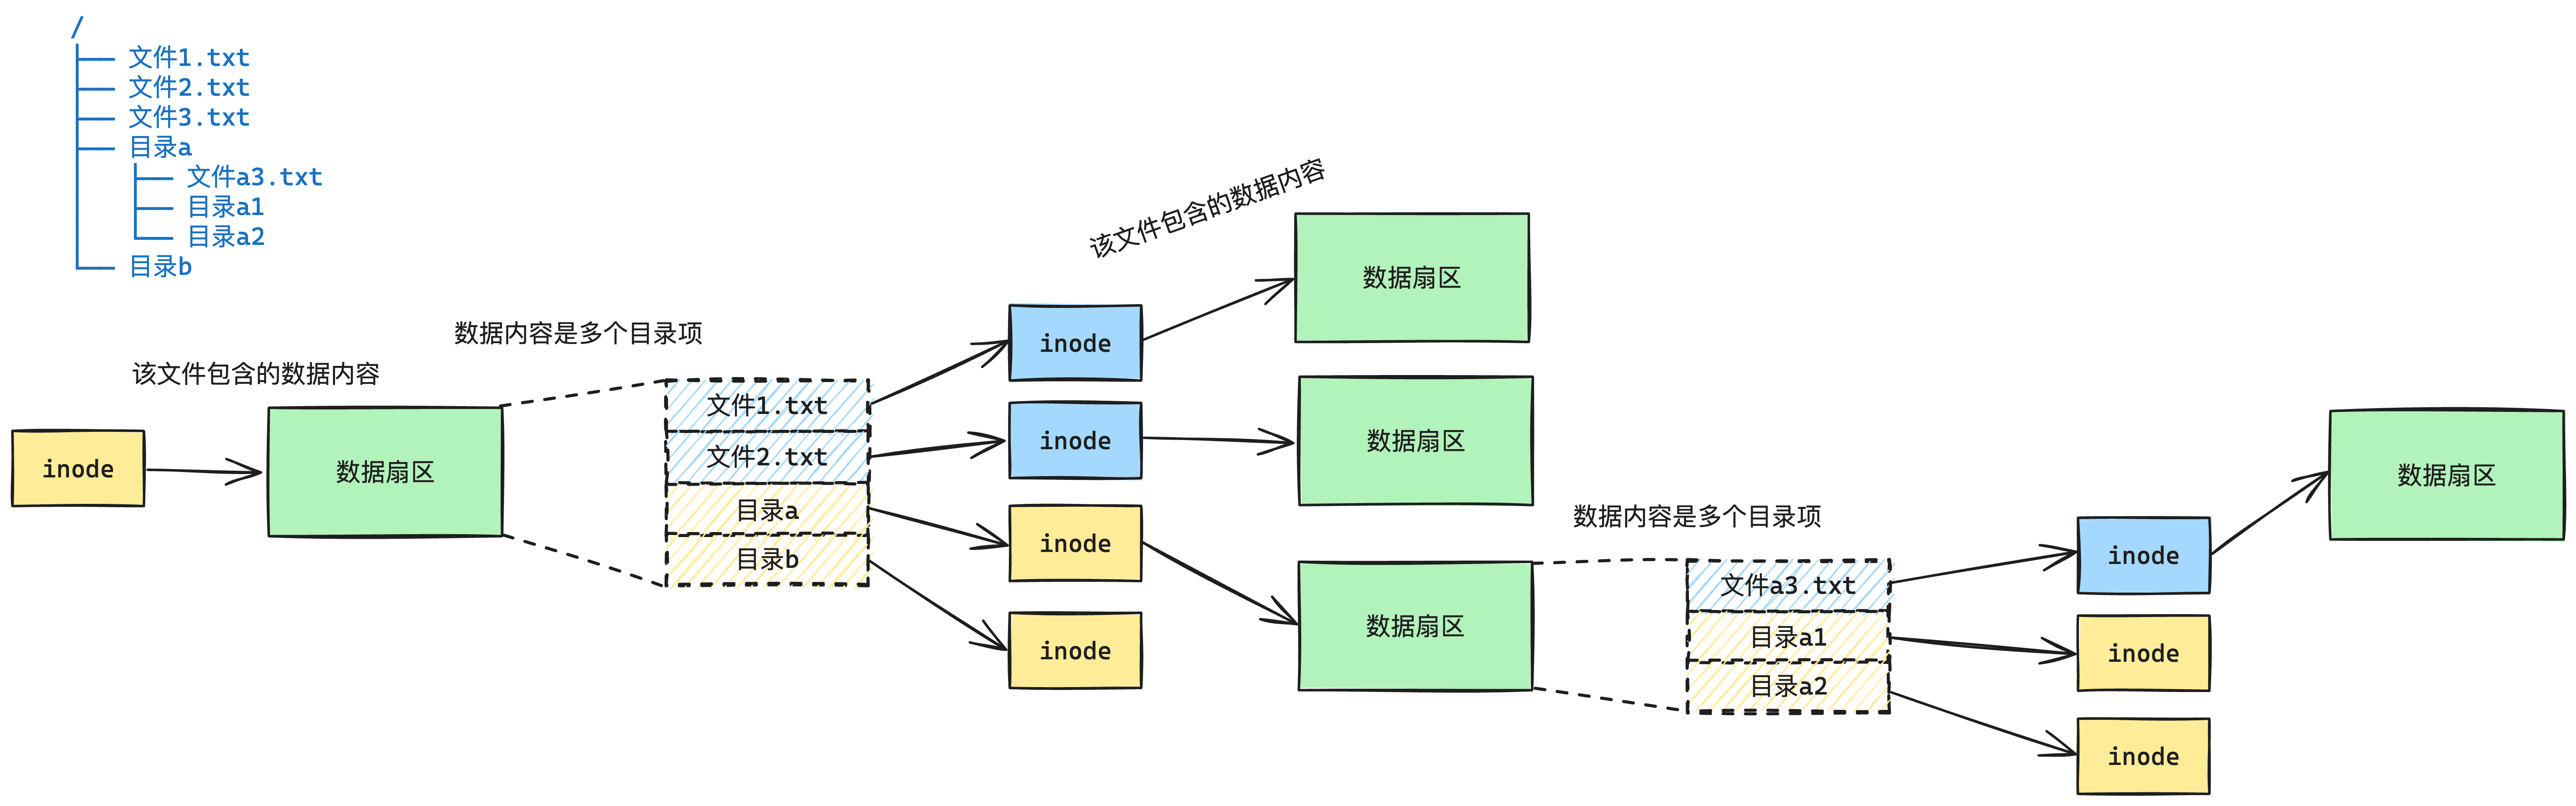 /
文件1.txt
文件2.txt
文件3.txt
目录a
文件a3.txt
目录a1
目录a2
目录b
该文件包含的数据内容
inode
数据扇区
数据内容是多个目录项
文件1.txt
文件2.txt
目录a
目录b
inode
inode
inode
inode
该文件包含的数据内容
数据扇区
数据扇区
数据扇区
数据内容是多个目录项
文件a3.txt
目录a1
目录a2
inode
inode
inode
数据扇区